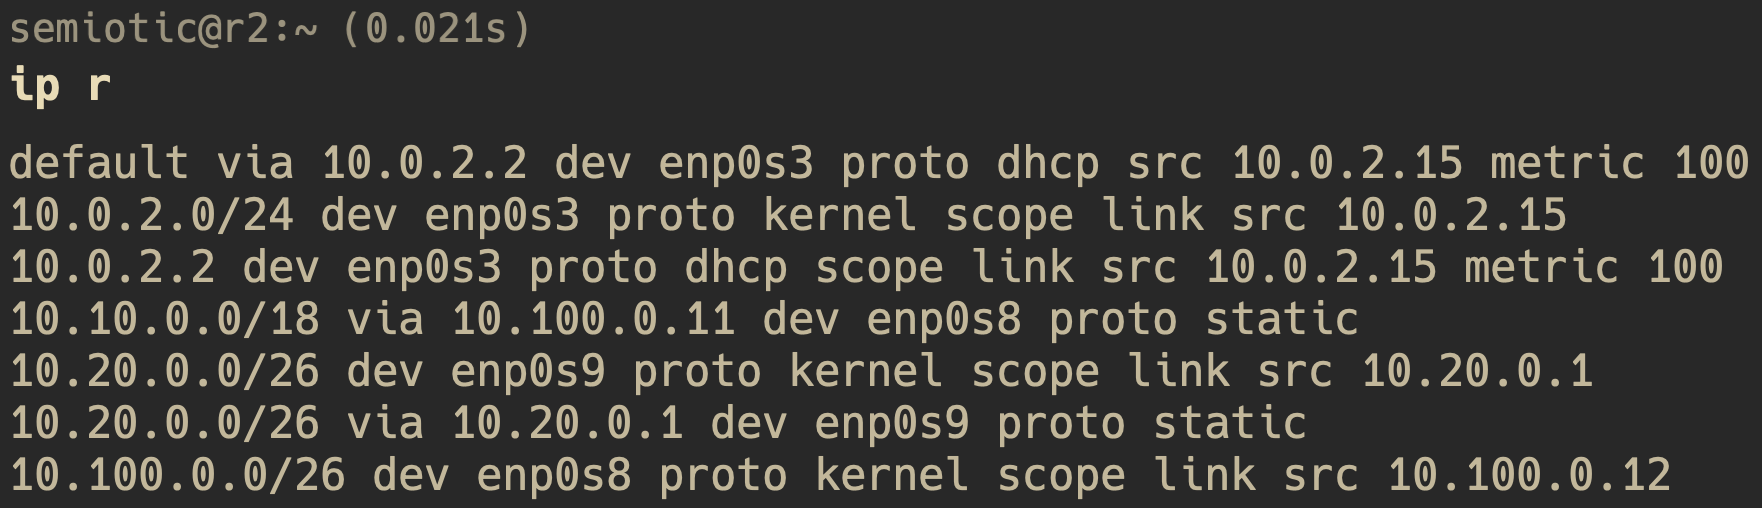 semiotic@r2:~ (0.021s)
ip r
default via 10.0.2.2 dev enp0s3 proto dhcp src 10.0.2.15 metric 100
10.0.2.0/24 dev enp0s3 proto kernel scope link src 10.0.2.15
10.0.2.2 dev enp0s3 proto dhcp scope link src 10.0.2.15 metric 100
10.10.0.0/18 via 10.100.0.11 dev enp0s8 proto static
10.20.0.0/26 dev enp0s9 proto kernel scope link src 10.20.0.1
10.20.0.0/26 via 10.20.0.1 dev enp0s9 proto static
10.100.0.0/26 dev enp0s8 proto kernel scope link src 10.100.0.12